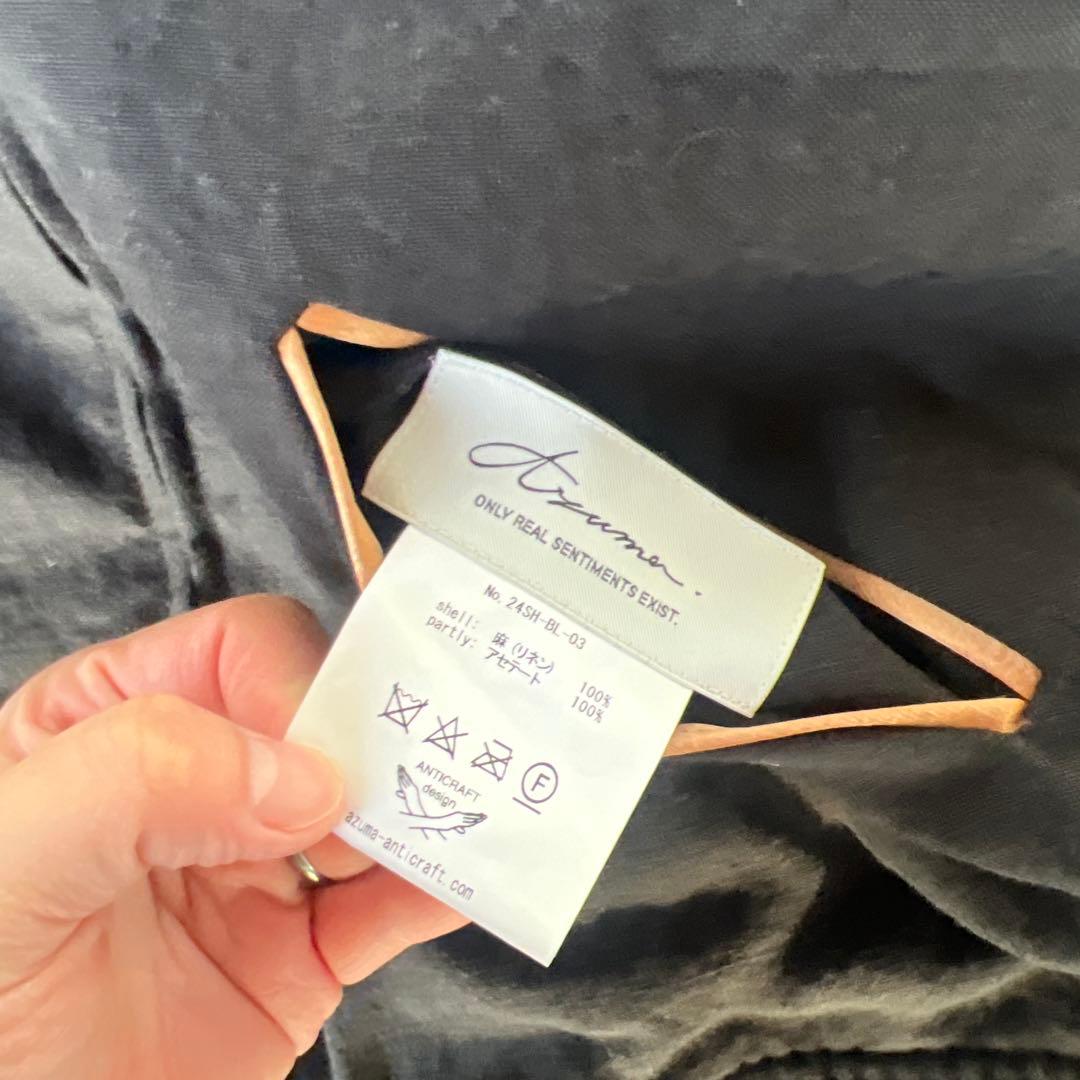 Azuma.
ONLY REAL SENTIMENTS EXIST.
No. 24SH-BL-03
shell: 麻 (リネン) 100%
partly: アセテート 100%
F
ANTICRAFT
design
azuma-anticraft.com